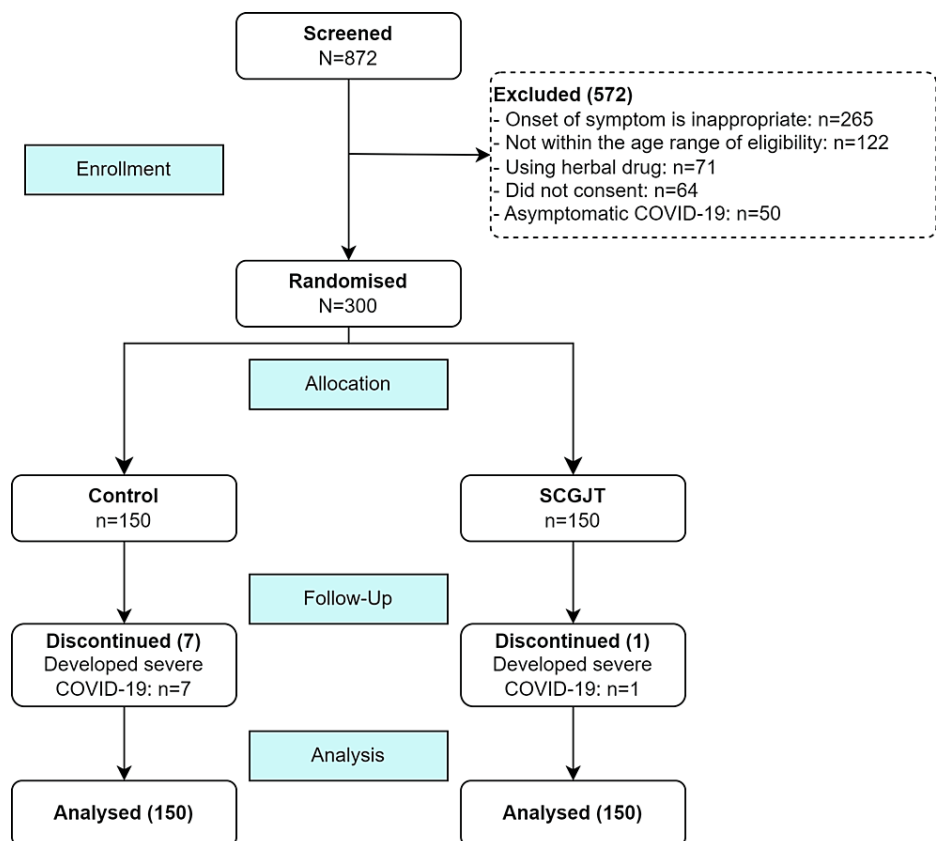 Screened
N=872
Excluded (572)
- Onset of symptom is inappropriate: n=265
- Not within the age range of eligibility: n=122
- Using herbal drug: n=71
- Did not consent: n=64
- Asymptomatic COVID-19: n=50
Enrollment
Randomised
N=300
Allocation
Control
n=150
SCGJT
n=150
Follow-Up
Discontinued (7)
Developed severe
COVID-19: n=7
Discontinued (1)
Developed severe
COVID-19: n=1
Analysis
Analysed (150)
Analysed (150)